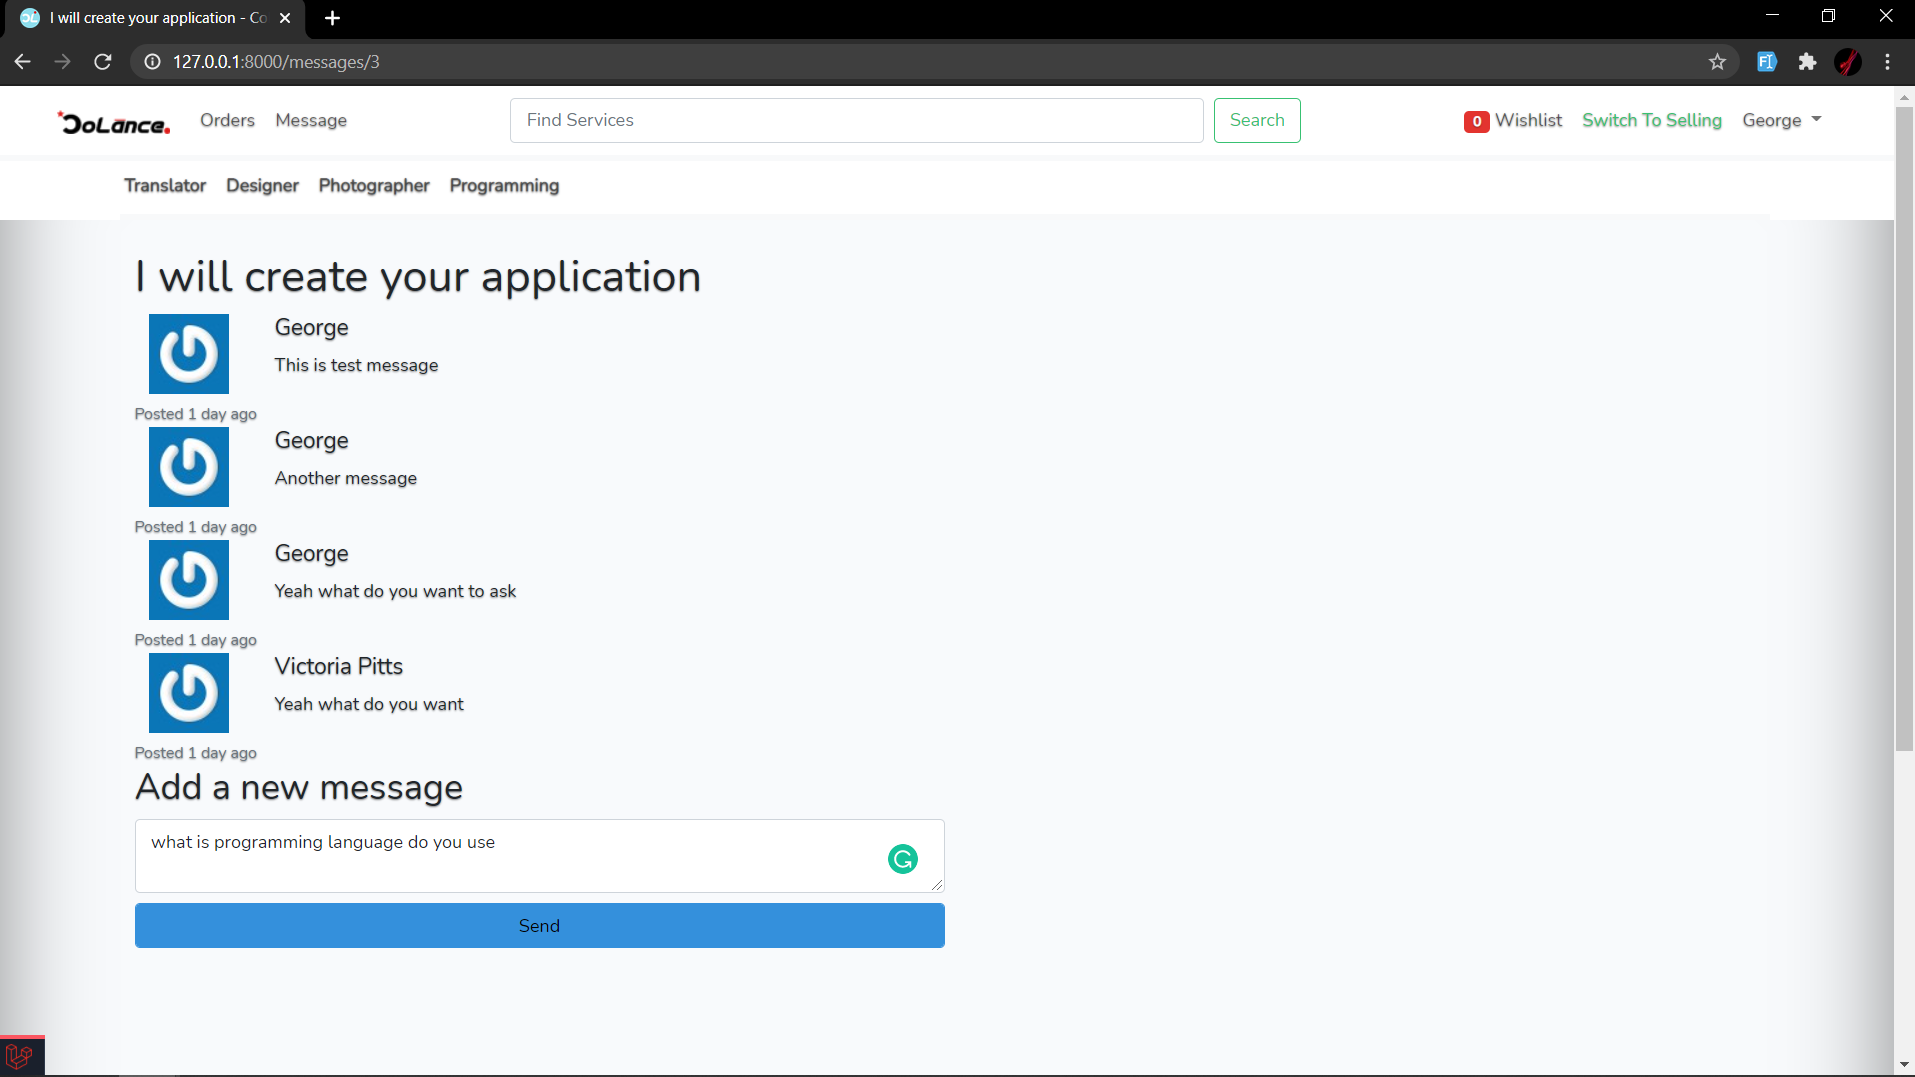 I will create your application - Co
127.0.0.1:8000/messages/3
DoLance.
Orders
Message
Find Services
Search
0 Wishlist
Switch To Selling
George
Translator
Designer
Photographer
Programming
I will create your application
George
This is test message
Posted 1 day ago
George
Another message
Posted 1 day ago
George
Yeah what do you want to ask
Posted 1 day ago
Victoria Pitts
Yeah what do you want
Posted 1 day ago
Add a new message
what is programming language do you use
Send